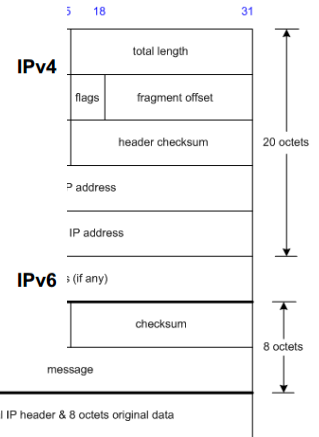 18 31
total length
IPv4
flags fragment offset
header checksum 20 octets
address
IP address
IPv6 (if any)
checksum
8 octets
message
IP header & 8 octets original data